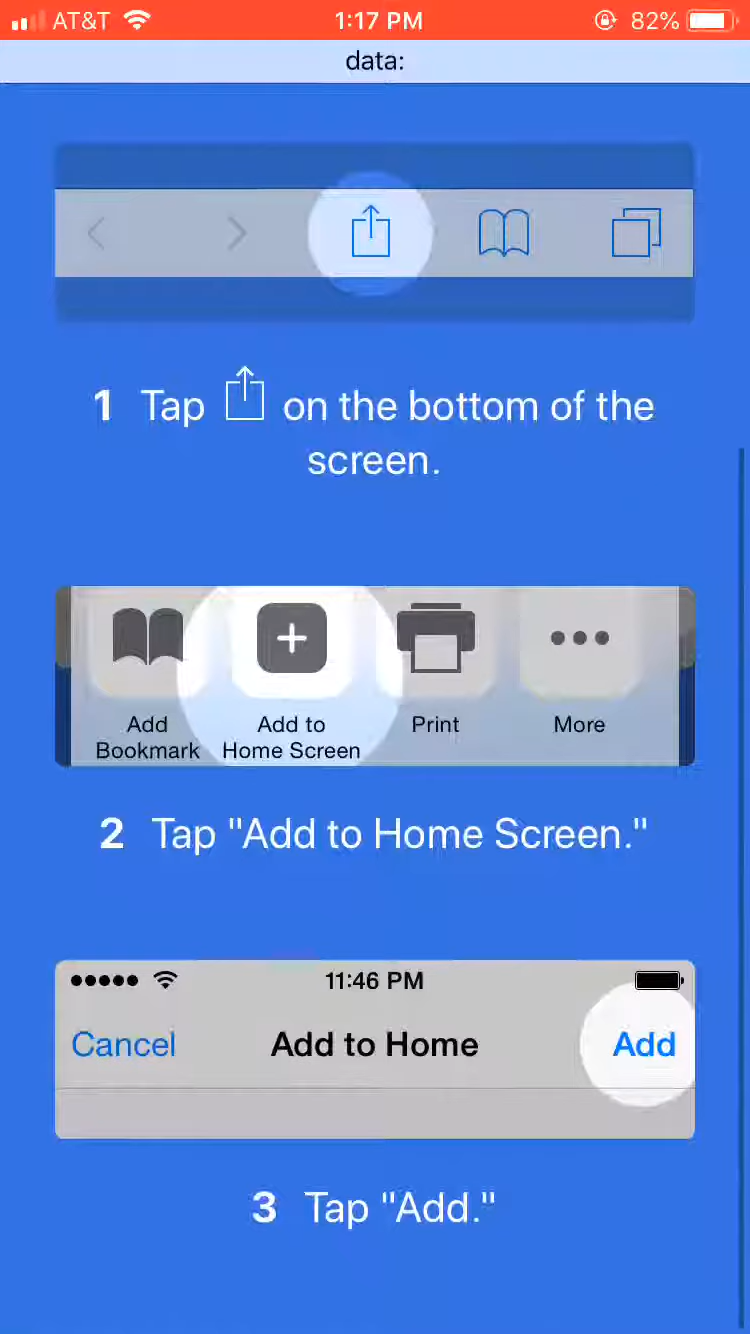 AT&T 1:17 PM 82%
data:
1 Tap on the bottom of the
screen.
Add
Bookmark
Add to
Home Screen
Print
More
2 Tap "Add to Home Screen."
11:46 PM
Cancel Add to Home Add
3 Tap "Add."